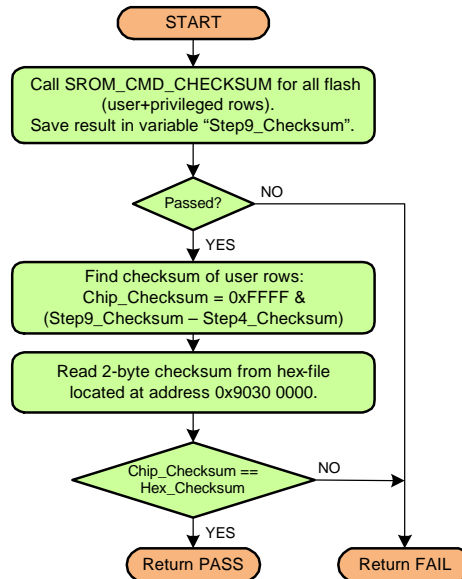 START
Call SROM_CMD_CHECKSUM for all flash
(user+privileged rows).
Save result in variable “Step9_Checksum”.
Passed?
NO
YES
Find checksum of user rows:
Chip_Checksum = 0xFFFF &
(Step9_Checksum – Step4_Checksum)
Read 2-byte checksum from hex-file
located at address 0x9030 0000.
Chip_Checksum ==
Hex_Checksum
NO
YES
Return PASS
Return FAIL